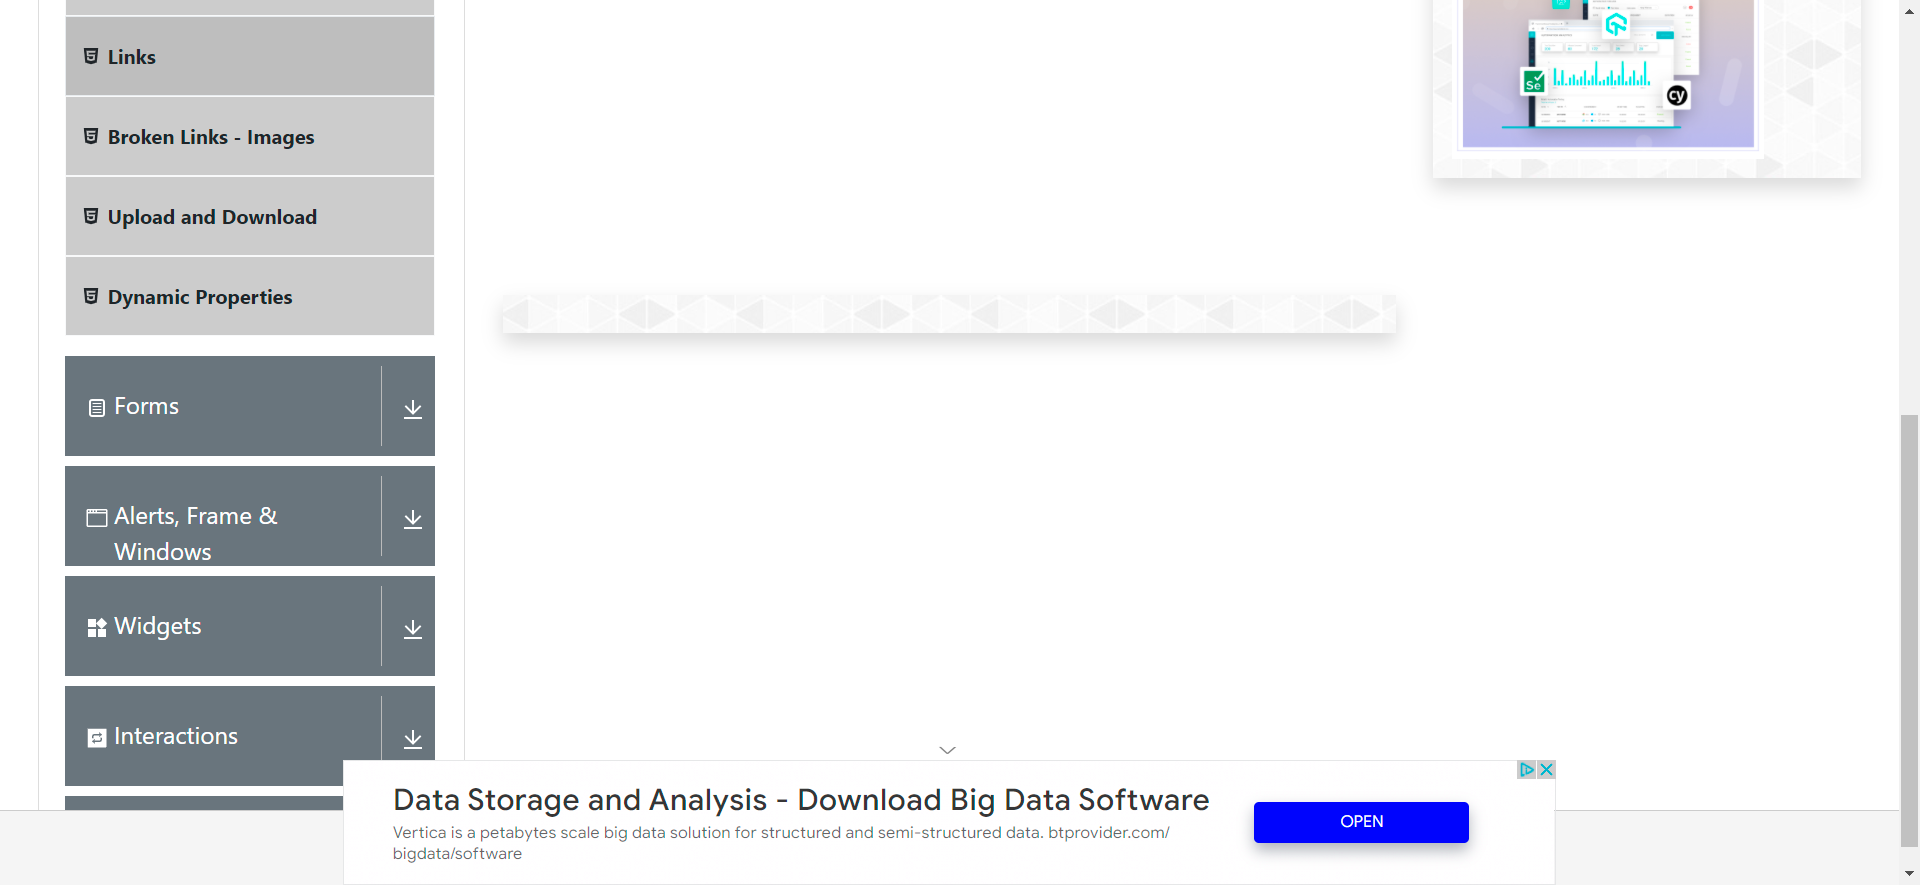 Links
Broken Links - Images
Upload and Download
Dynamic Properties
Forms
Alerts, Frame &
Windows
Widgets
Interactions
Se
cy
Data Storage and Analysis - Download Big Data Software
Vertica is a petabytes scale big data solution for structured and semi-structured data. btprovider.com/
bigdata/software
OPEN